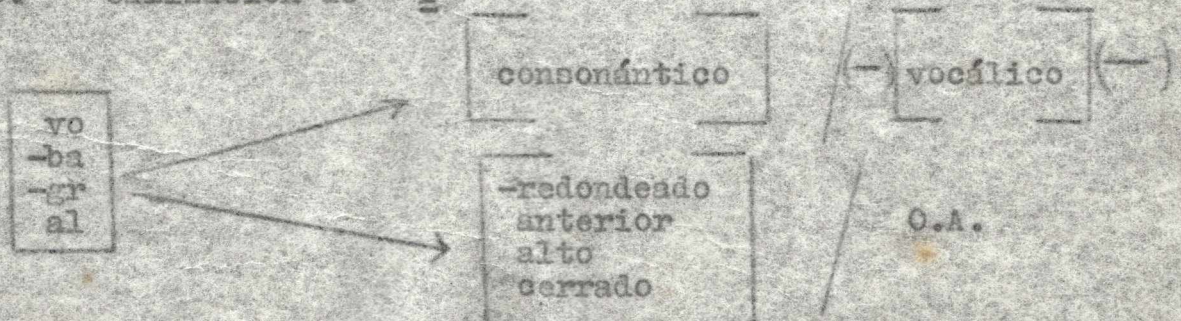 consonántico / (—) vocálico (—)
vo
-ba
-gr
al
-redondeado
anterior / O.A.
alto
cerrado